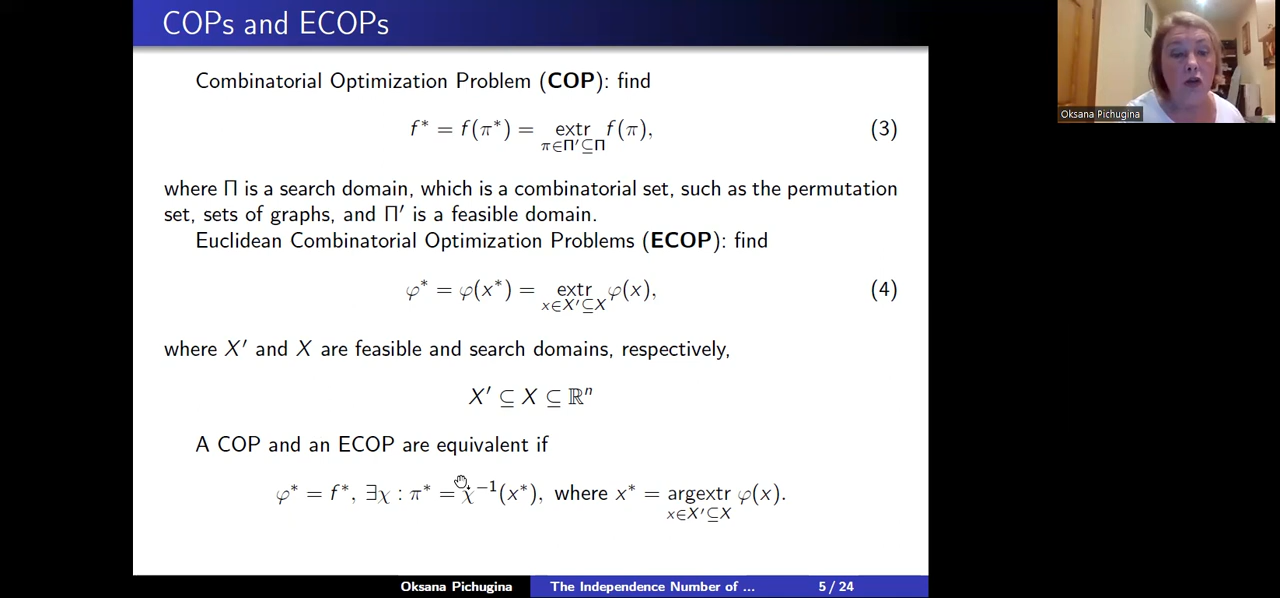 COPs and ECOPs
Combinatorial Optimization Problem (COP): find
f* = f(π*) = extr f(π), (3)
π∈Π′⊆Π
where Π is a search domain, which is a combinatorial set, such as the permutation
set, sets of graphs, and Π′ is a feasible domain.
Euclidean Combinatorial Optimization Problems (ECOP): find
φ* = φ(x*) = extr φ(x), (4)
x∈X′⊆X
where X′ and X are feasible and search domains, respectively,
X′ ⊆ X ⊆ ℝⁿ
A COP and an ECOP are equivalent if
φ* = f*, ∃χ : π* = χ⁻¹(x*), where x* = argextr φ(x).
x∈X′⊆X
Oksana Pichugina The Independence Number of ... 5 / 24
Oksana Pichugina